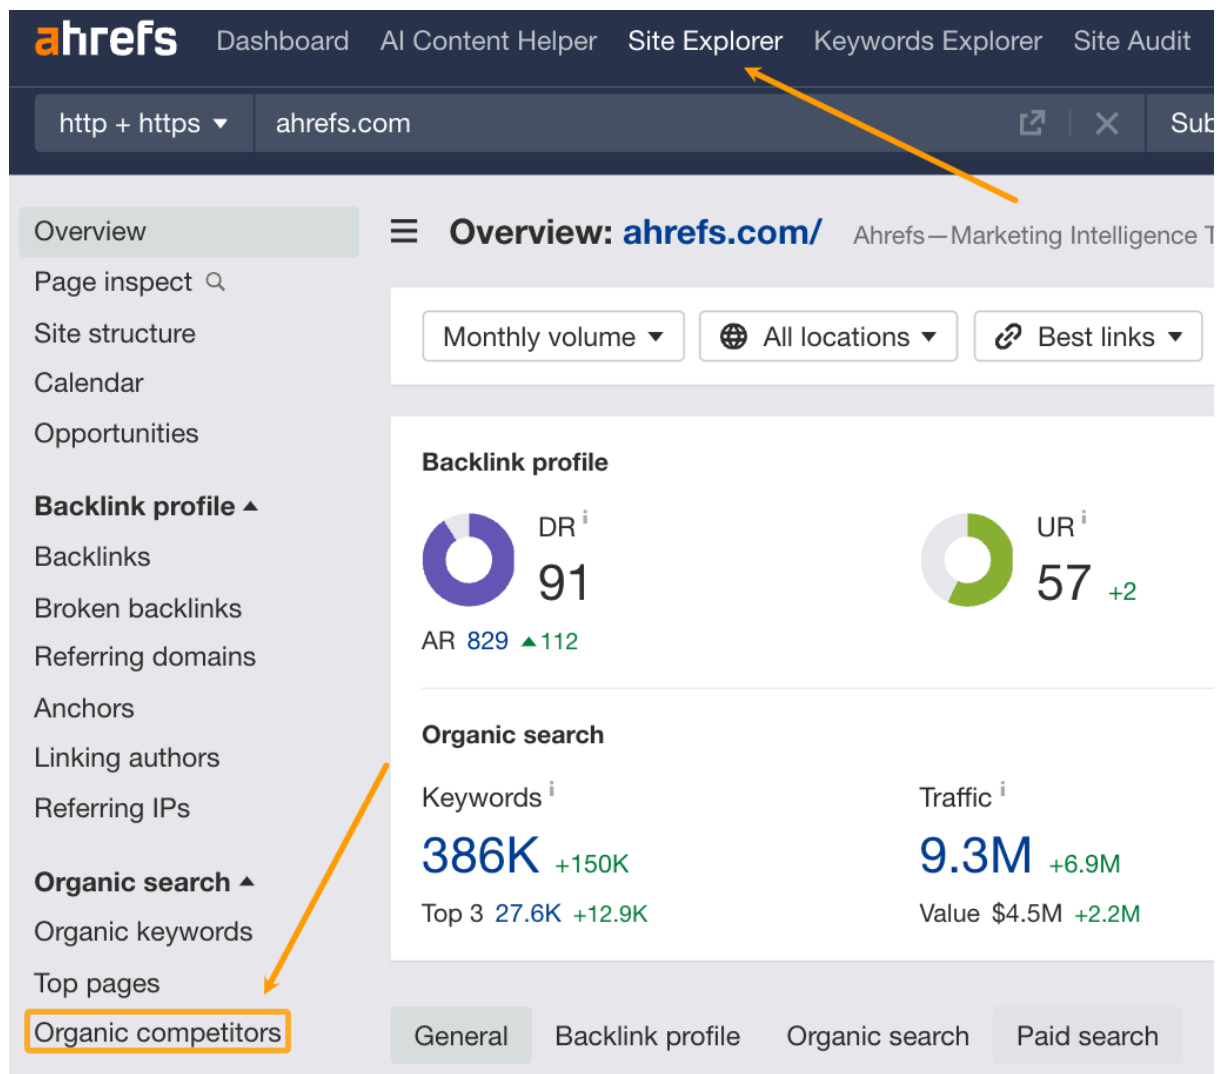 ahrefs Dashboard AI Content Helper Site Explorer Keywords Explorer Site Audit
http + https ahrefs.com Sub
Overview
Page inspect
Site structure
Calendar
Opportunities
Backlink profile
Backlinks
Broken backlinks
Referring domains
Anchors
Linking authors
Referring IPs
Organic search
Organic keywords
Top pages
Organic competitors
Overview: ahrefs.com/ Ahrefs—Marketing Intelligence T
Monthly volume All locations Best links
Backlink profile
DR i UR i
91 57 +2
AR 829 112
Organic search
Keywords i Traffic i
386K +150K 9.3M +6.9M
Top 3 27.6K +12.9K Value $4.5M +2.2M
General Backlink profile Organic search Paid search